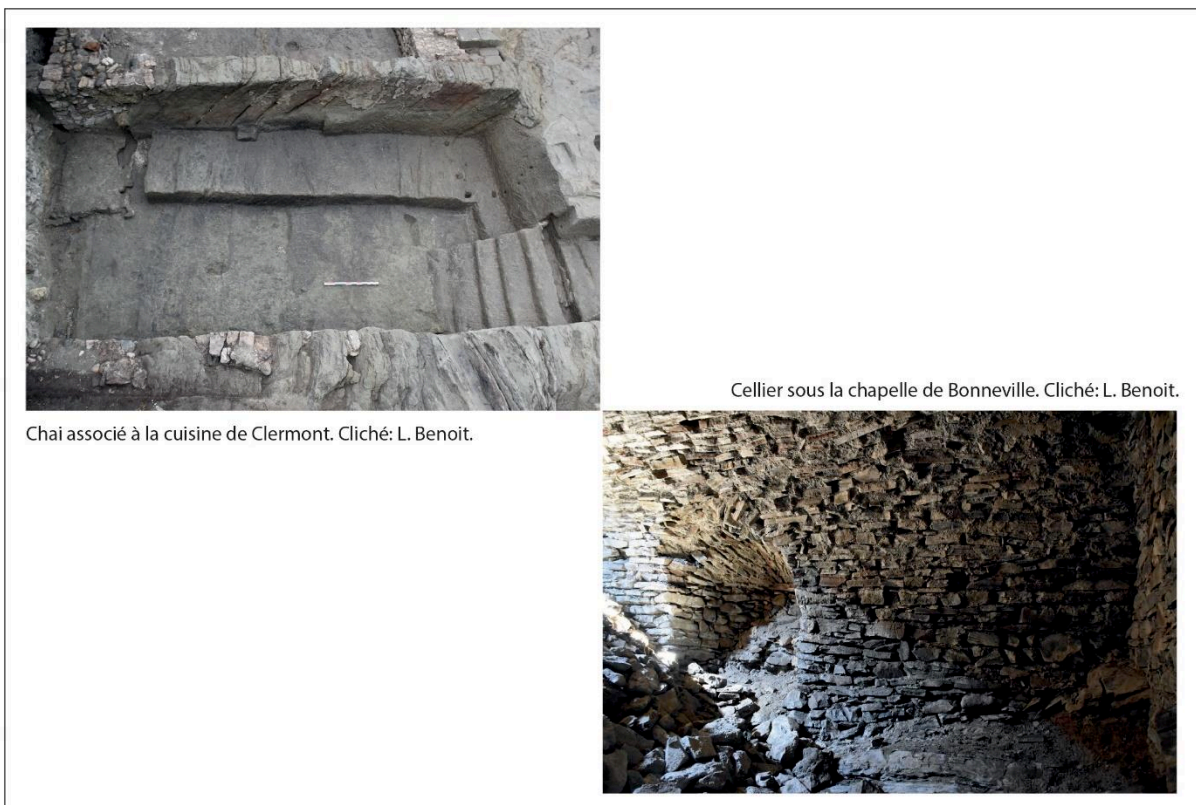 Cellier sous la chapelle de Bonneville. Cliché: L. Benoit.
Chai associé à la cuisine de Clermont. Cliché: L. Benoit.